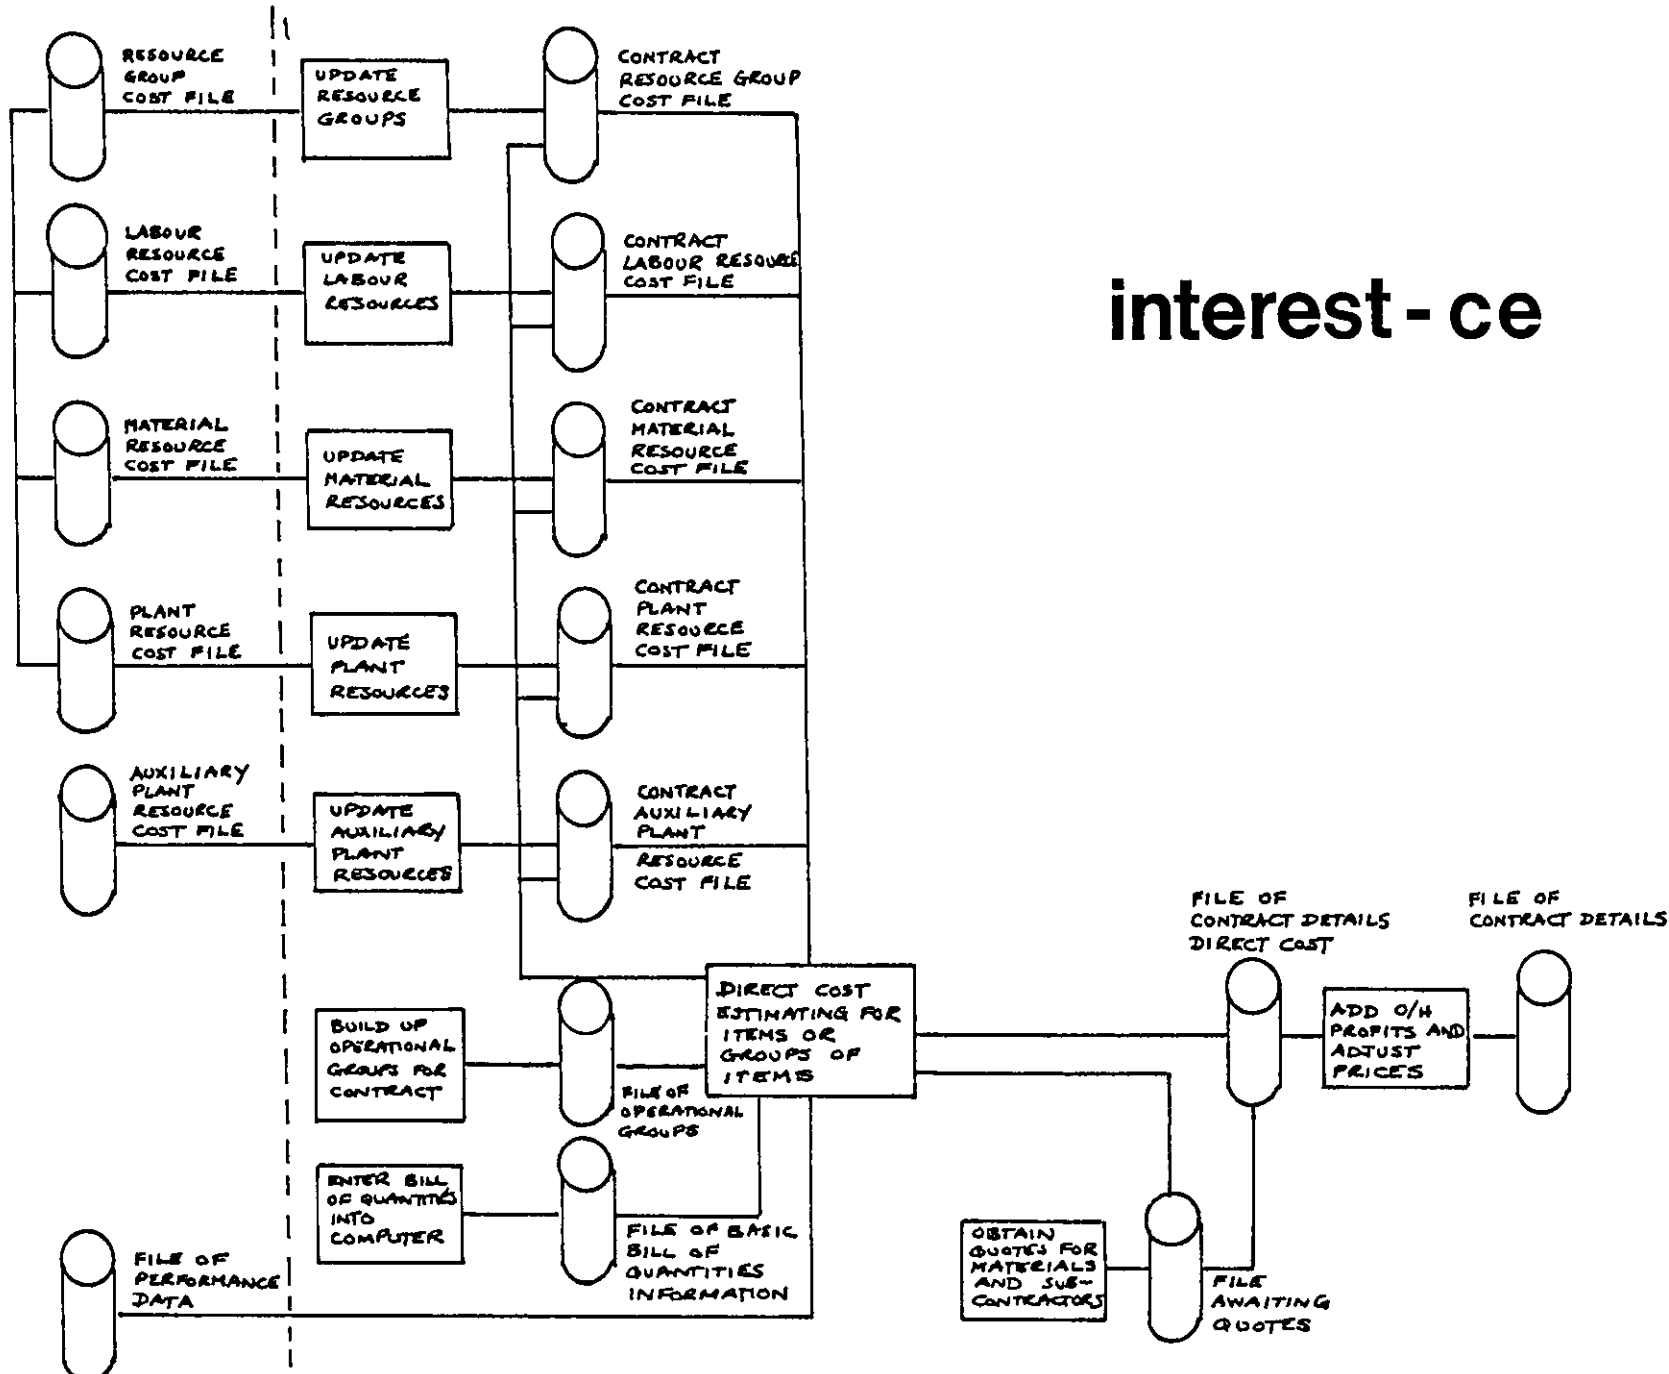 RESOURCE
GROUP
COST FILE
UPDATE
RESOURCE
GROUPS
CONTRACT
RESOURCE GROUP
COST FILE
LABOUR
RESOURCE
COST FILE
UPDATE
LABOUR
RESOURCES
CONTRACT
LABOUR RESOURCE
COST FILE
interest - ce
MATERIAL
RESOURCE
COST FILE
UPDATE
MATERIAL
RESOURCES
CONTRACT
MATERIAL
RESOURCE
COST FILE
PLANT
RESOURCE
COST FILE
UPDATE
PLANT
RESOURCES
CONTRACT
PLANT
RESOURCE
COST FILE
AUXILIARY
PLANT
RESOURCE
COST FILE
UPDATE
AUXILIARY
PLANT
RESOURCES
CONTRACT
AUXILIARY
PLANT
RESOURCE
COST FILE
BUILD UP
OPERATIONAL
GROUPS FOR
CONTRACT
FILE OF
OPERATIONAL
GROUPS
DIRECT COST
ESTIMATING FOR
ITEMS OR
GROUPS OF
ITEMS
FILE OF
CONTRACT DETAILS
DIRECT COST
ADD O/H
PROFITS AND
ADJUST
PRICES
FILE OF
CONTRACT DETAILS
ENTER BILL
OF QUANTITIES
INTO
COMPUTER
FILE OF BASIC
BILL OF
QUANTITIES
INFORMATION
OBTAIN
QUOTES FOR
MATERIALS
AND SUB-
CONTRACTORS
FILE
AWAITING
QUOTES
FILE OF
PERFORMANCE
DATA